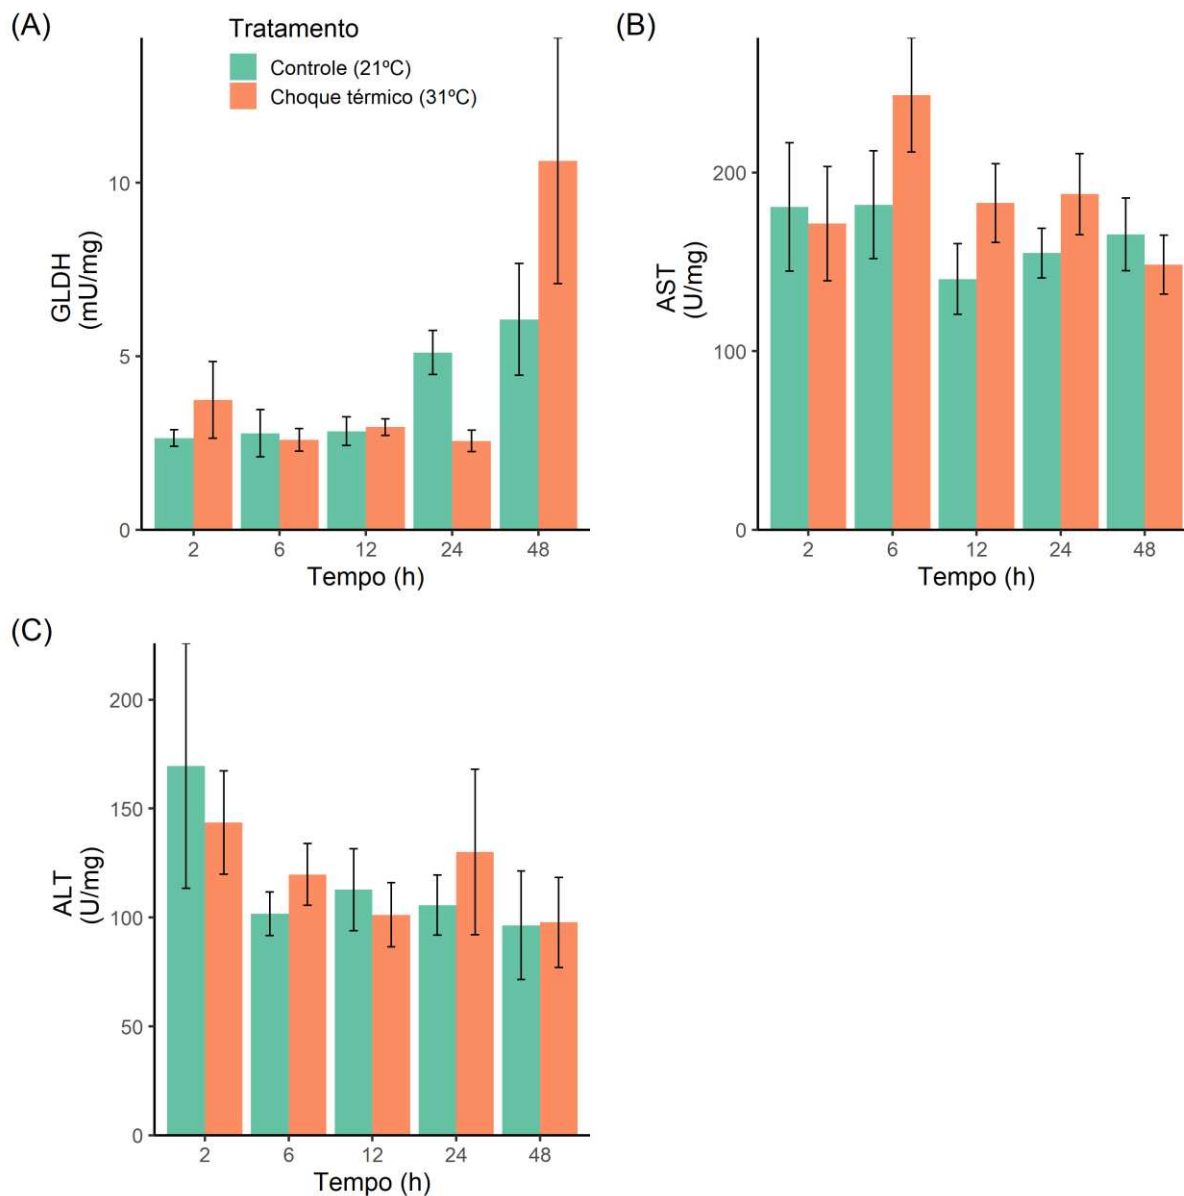 (A)
Tratamento
Controle (21ºC)
Choque térmico (31ºC)
GLDH
(mU/mg)
10
5
0
2 6 12 24 48
Tempo (h)
(B)
AST
(U/mg)
200
100
0
2 6 12 24 48
Tempo (h)
(C)
ALT
(U/mg)
200
150
100
50
0
2 6 12 24 48
Tempo (h)